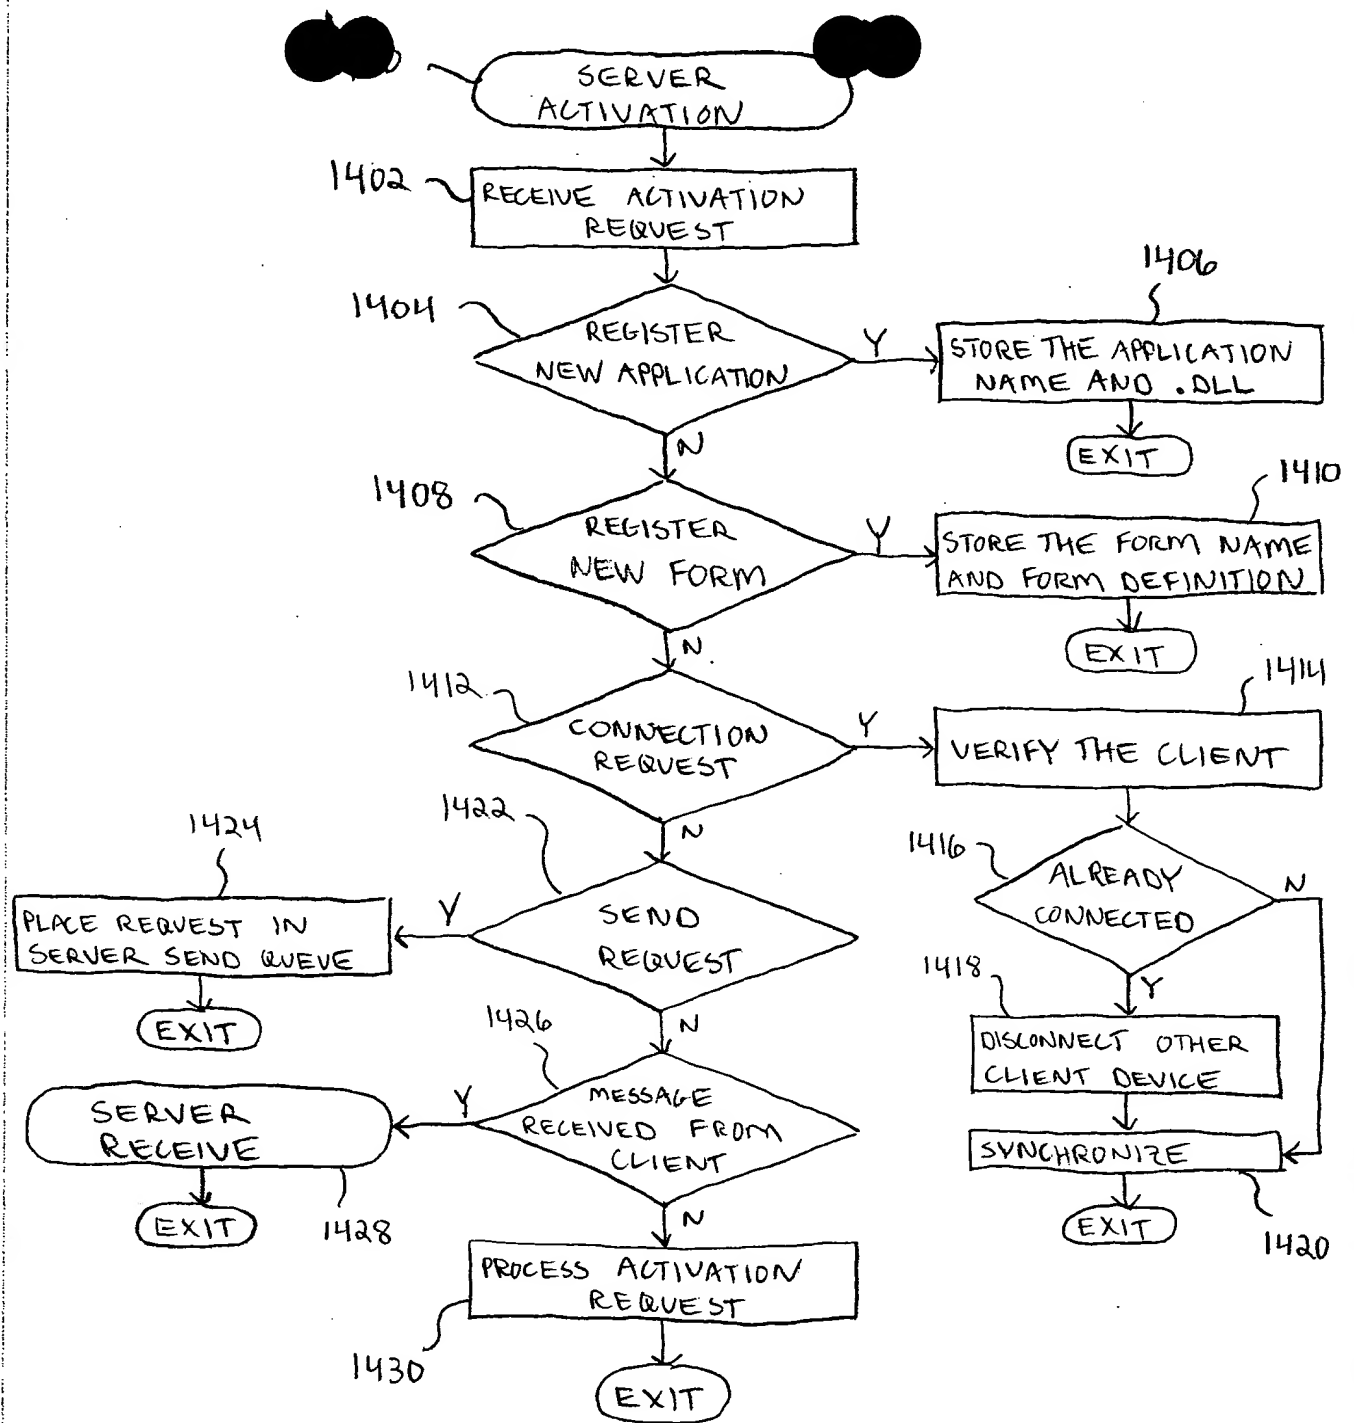 SERVER
ACTIVATION
1402
RECEIVE ACTIVATION
REQUEST
1404
REGISTER
NEW APPLICATION
Y
N
1406
STORE THE APPLICATION
NAME AND .DLL
EXIT
1408
REGISTER
NEW FORM
Y
N
1410
STORE THE FORM NAME
AND FORM DEFINITION
EXIT
1412
CONNECTION
REQUEST
Y
N
1414
VERIFY THE CLIENT
1416
ALREADY
CONNECTED
N
Y
1418
DISCONNECT OTHER
CLIENT DEVICE
SYNCHRONIZE
1420
EXIT
1422
SEND
REQUEST
Y
N
1424
PLACE REQUEST IN
SERVER SEND QUEUE
EXIT
1426
MESSAGE
RECEIVED FROM
CLIENT
Y
N
SERVER
RECEIVE
1428
EXIT
PROCESS ACTIVATION
REQUEST
1430
EXIT